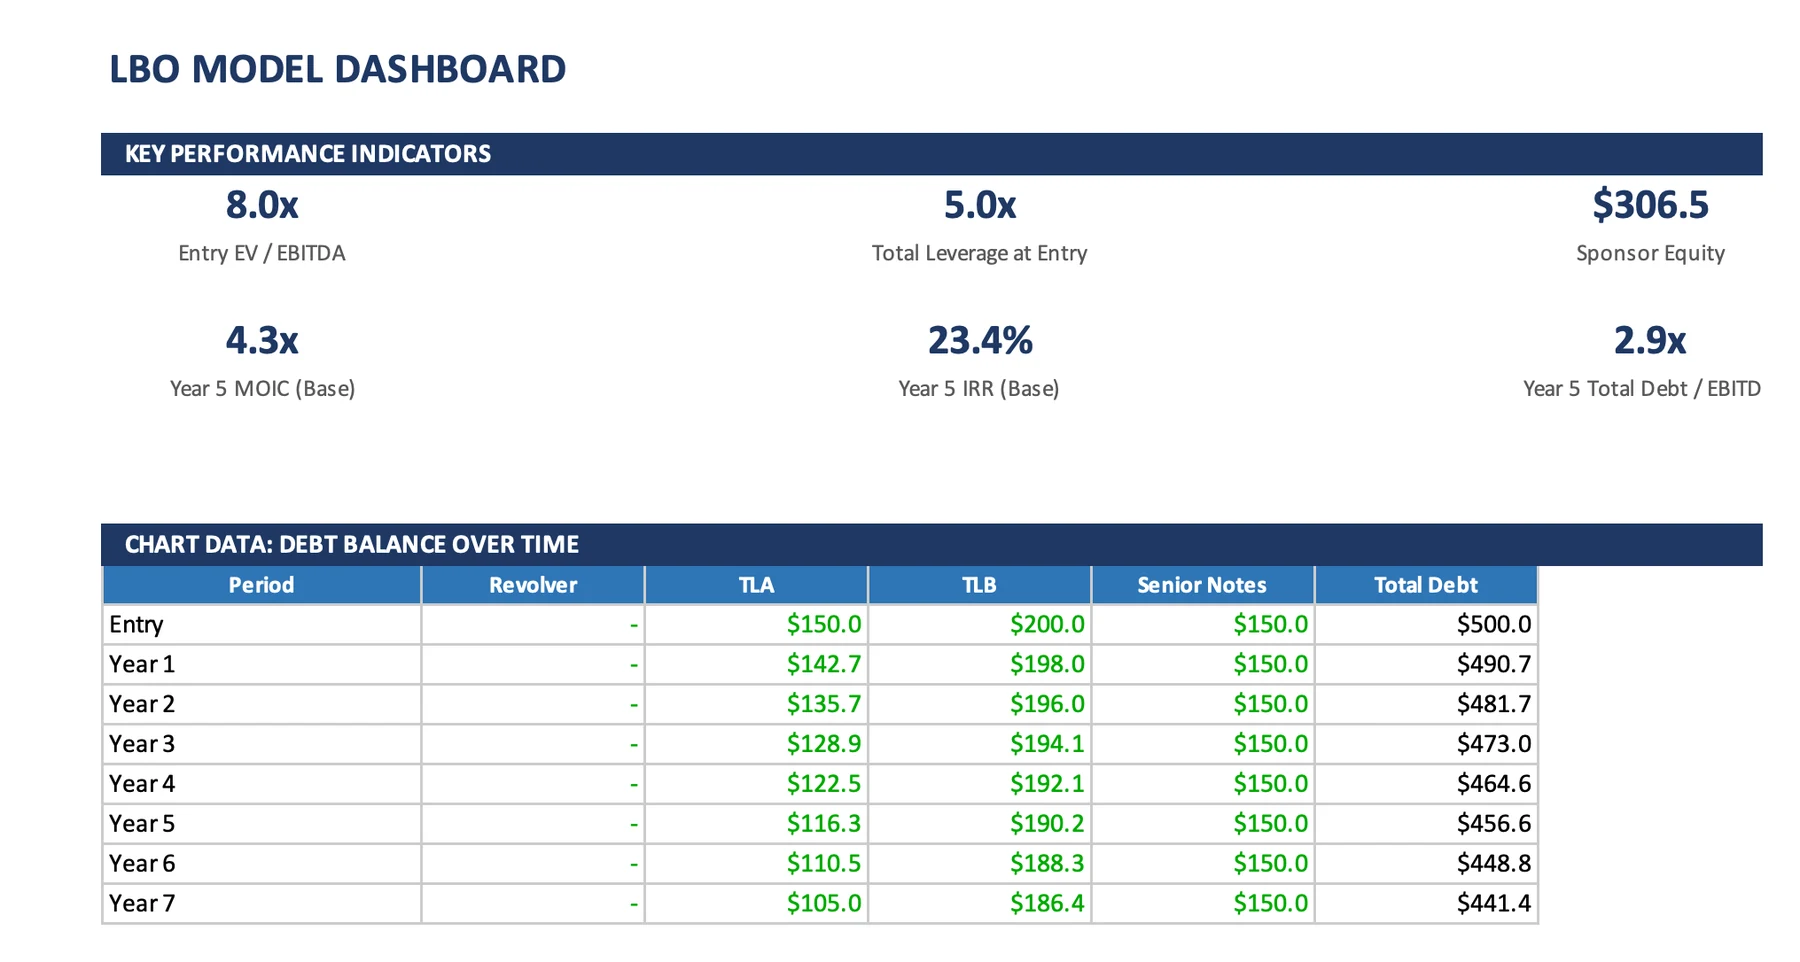 LBO MODEL DASHBOARD
KEY PERFORMANCE INDICATORS
8.0x 5.0x $306.5
Entry EV / EBITDA Total Leverage at Entry Sponsor Equity
4.3x 23.4% 2.9x
Year 5 MOIC (Base) Year 5 IRR (Base) Year 5 Total Debt / EBITD
CHART DATA: DEBT BALANCE OVER TIME
Period Revolver TLA TLB Senior Notes Total Debt
Entry - $150.0 $200.0 $150.0 $500.0
Year 1 - $142.7 $198.0 $150.0 $490.7
Year 2 - $135.7 $196.0 $150.0 $481.7
Year 3 - $128.9 $194.1 $150.0 $473.0
Year 4 - $122.5 $192.1 $150.0 $464.6
Year 5 - $116.3 $190.2 $150.0 $456.6
Year 6 - $110.5 $188.3 $150.0 $448.8
Year 7 - $105.0 $186.4 $150.0 $441.4